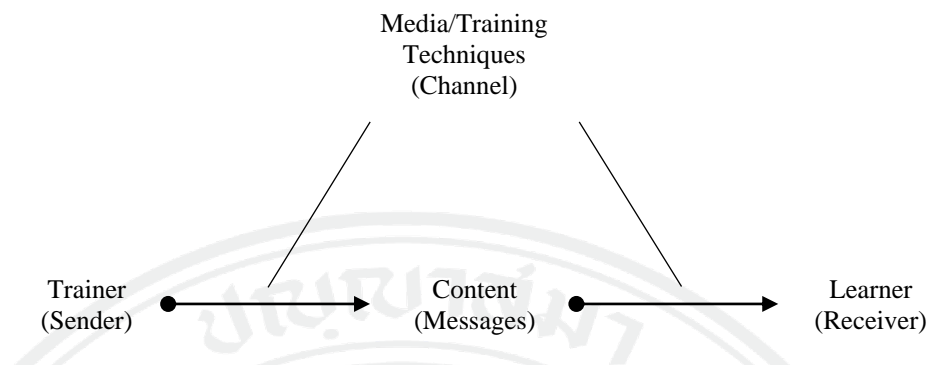 Media/Training
Techniques
(Channel)
Trainer
(Sender)
Content
(Messages)
Learner
(Receiver)